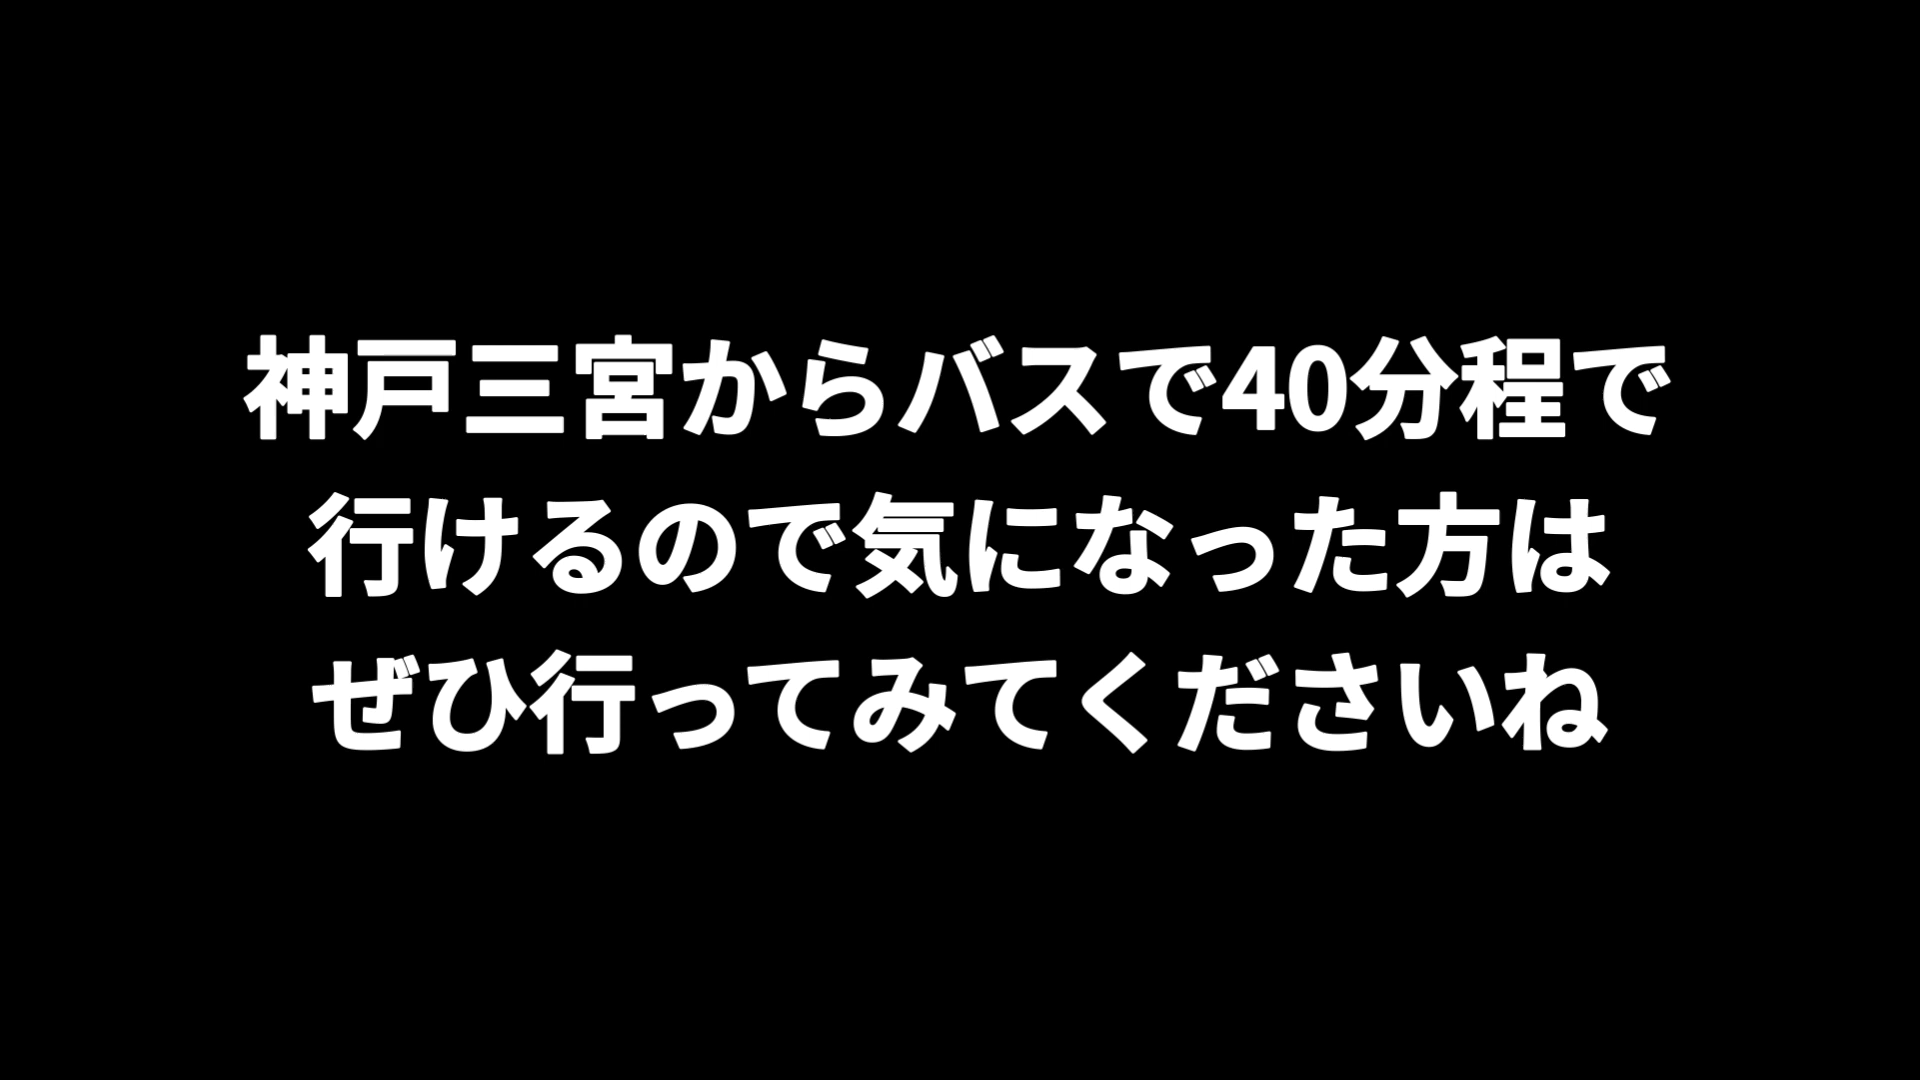 神戸三宮からバスで40分程で
行けるので気になった方は
ぜひ行ってみてくださいね